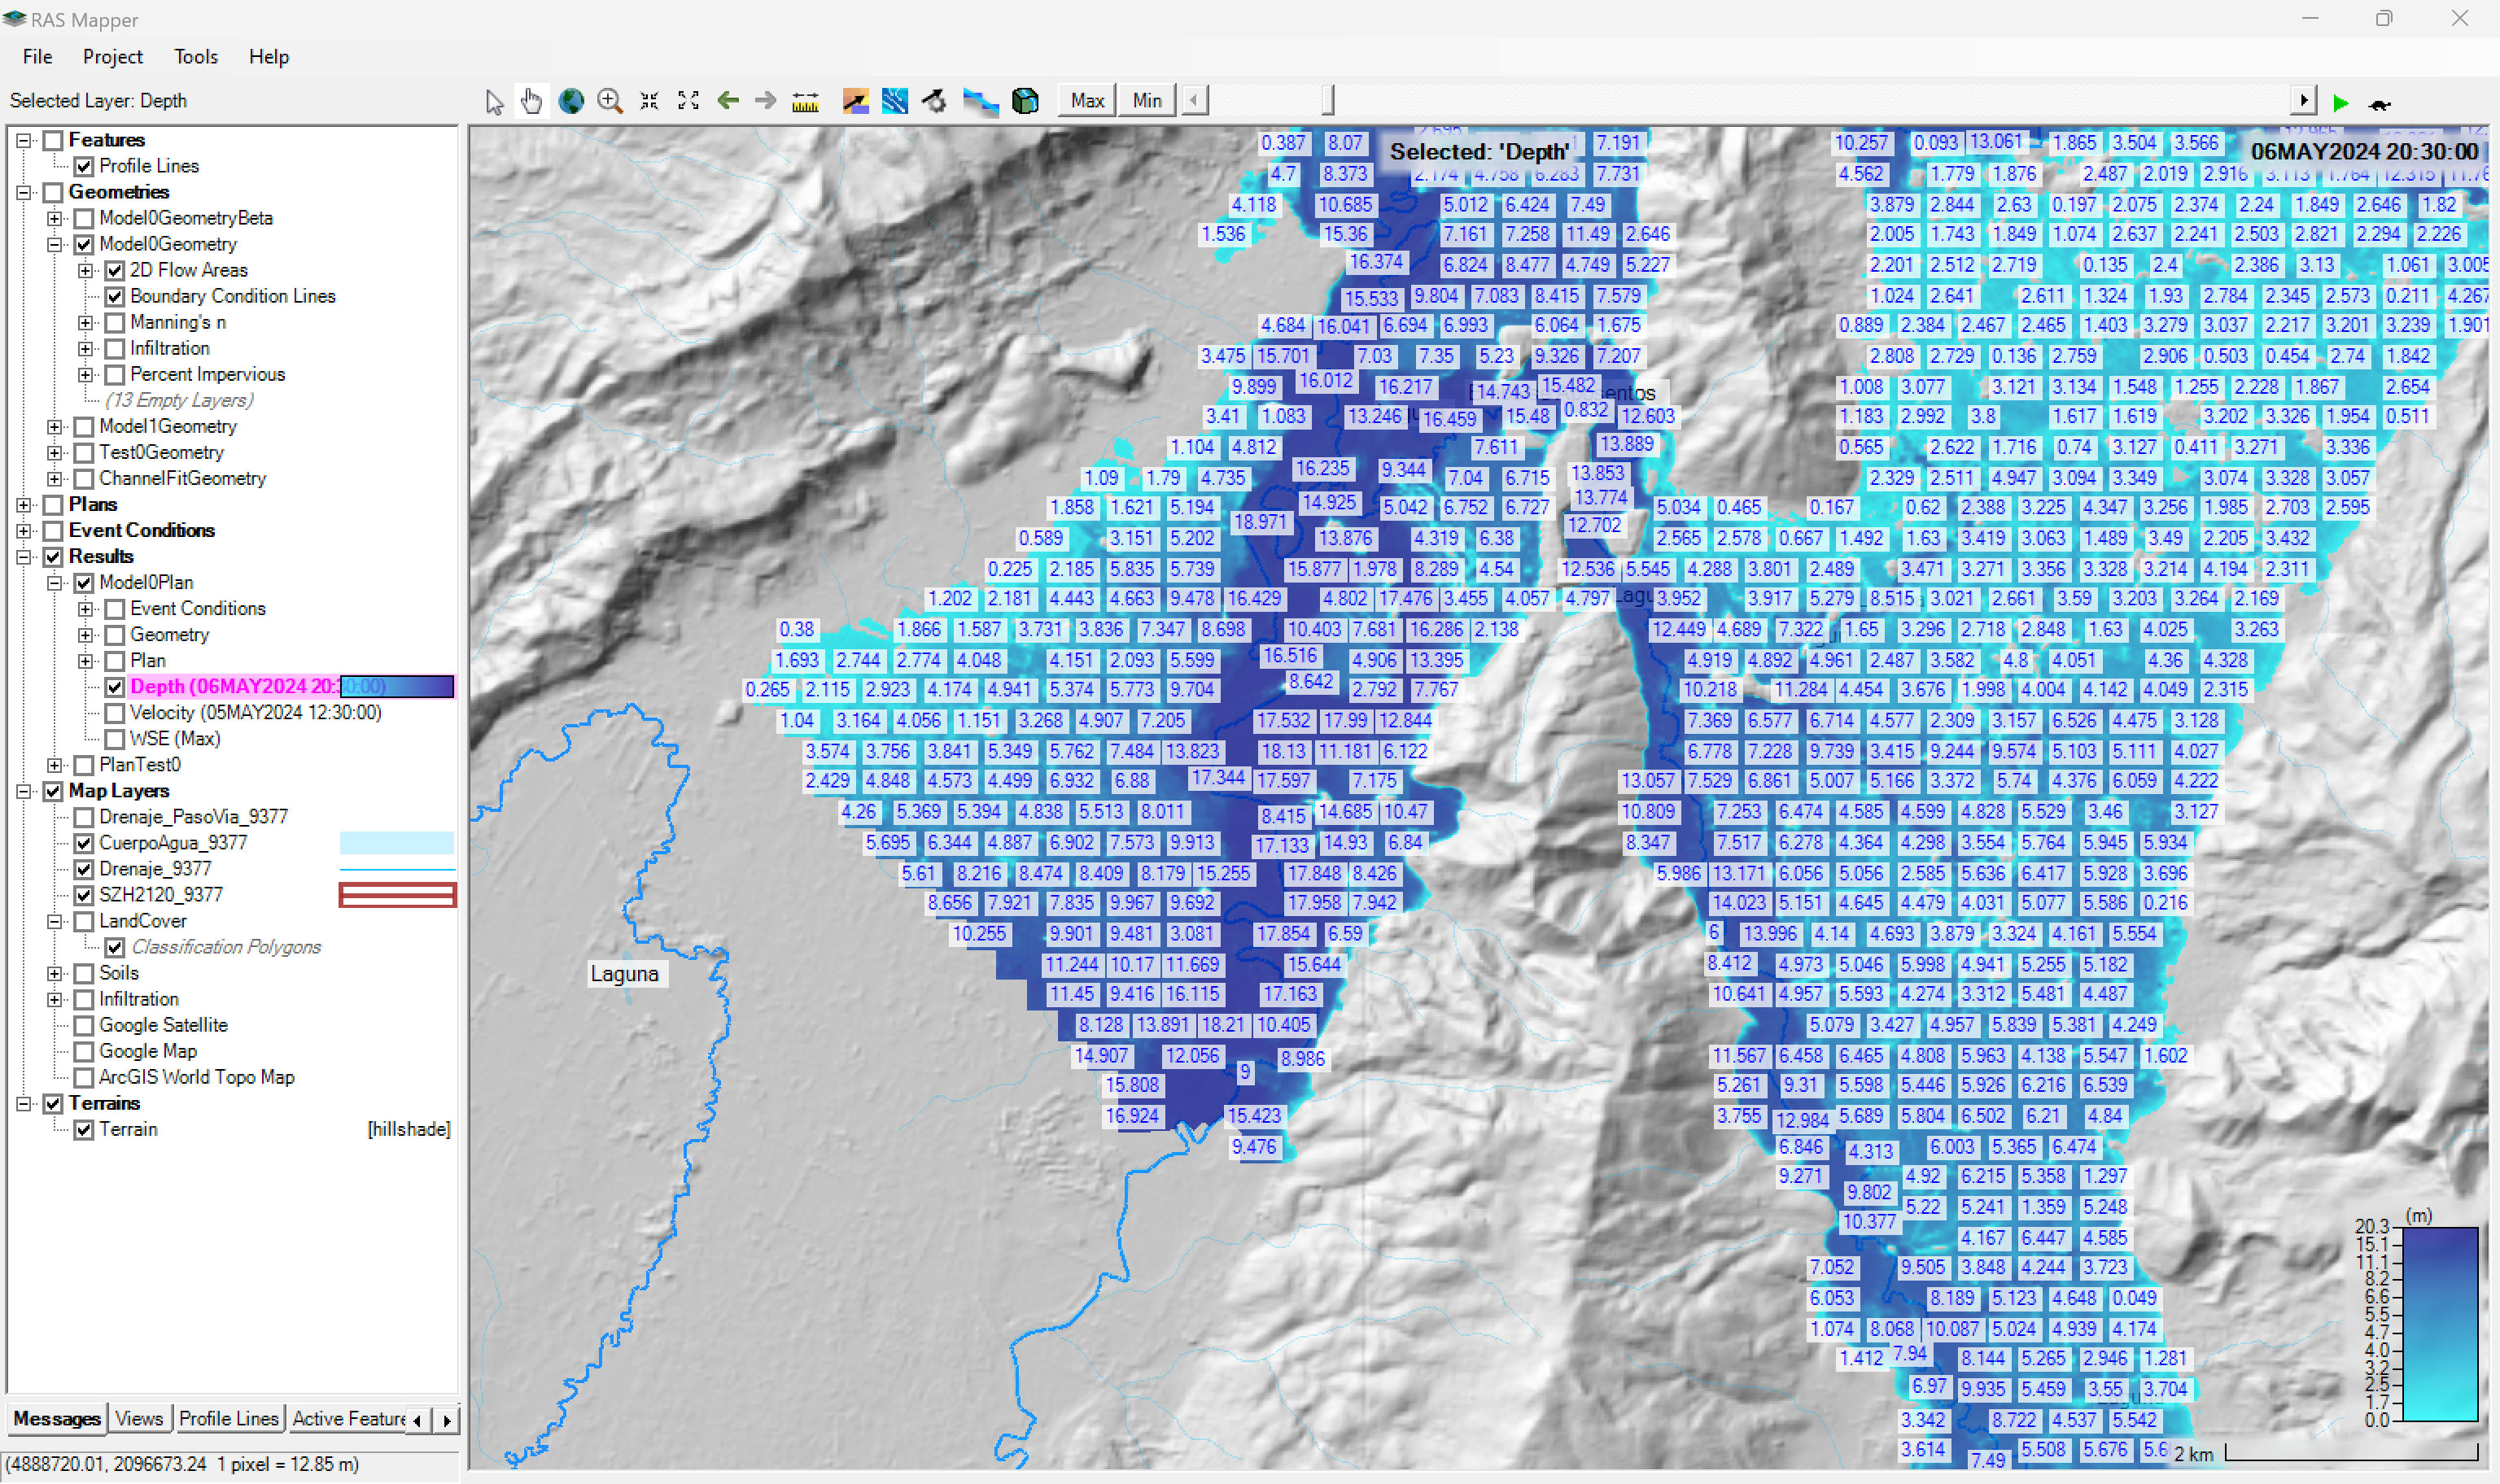 RAS Mapper
File Project Tools Help
Selected Layer: Depth
Max Min
Features
Profile Lines
Geometries
Model0GeometryBeta
Model0Geometry
2D Flow Areas
Boundary Condition Lines
Manning's n
Infiltration
Percent Impervious
(13 Empty Layers)
Model1Geometry
Test0Geometry
ChannelFitGeometry
Plans
Event Conditions
Results
Model0Plan
Event Conditions
Geometry
Plan
Depth (06MAY2024 20:30:00)
Velocity (05MAY2024 12:30:00)
WSE (Max)
PlanTest0
Map Layers
Drenaje_PasoVia_9377
CuerpoAgua_9377
Drenaje_9377
SZH2120_9377
LandCover
Classification Polygons
Soils
Infiltration
Google Satellite
Google Map
ArcGIS World Topo Map
Terrains
Terrain [hillshade]
Messages Views Profile Lines Active Feature
(4888720.01, 2096673.24 1 pixel = 12.85 m)
Selected: 'Depth'
06MAY2024 20:30:00
0.387 8.07 7.191 10.257 0.093 13.061 1.865 3.504 3.566
4.7 8.373 2.174 4.758 6.283 7.731 4.562 1.779 1.876 2.487 2.019 2.916 3.113 1.764 12.315
4.118 10.685 5.012 6.424 7.49 3.879 2.844 2.63 0.197 2.075 2.374 2.24 1.849 2.646 1.82
1.536 15.36 7.161 7.258 11.49 2.646 2.005 1.743 1.849 1.074 2.637 2.241 2.503 2.821 2.294 2.226
16.374 6.824 8.477 4.749 5.227 2.201 2.512 2.719 0.135 2.4 2.386 3.13 1.061 3.005
15.533 9.804 7.083 8.415 7.579 1.024 2.641 2.611 1.324 1.93 2.784 2.345 2.573 0.211 4.267
4.684 16.041 6.694 6.993 6.064 1.675 0.889 2.384 2.467 2.465 1.403 3.279 3.037 2.217 3.201 3.239 1.901
3.475 15.701 7.03 7.35 5.23 9.326 7.207 2.808 2.729 0.136 2.759 2.906 0.503 0.454 2.74 1.842
9.899 16.012 16.217 14.743 15.482 entos 1.008 3.077 3.121 3.134 1.548 1.255 2.228 1.867 2.654
3.41 1.083 13.246 16.459 15.48 0.832 12.603 1.183 2.992 3.8 1.617 1.619 3.202 3.326 1.954 0.511
1.104 4.812 7.611 13.889 0.565 2.622 1.716 0.74 3.127 0.411 3.271 3.336
1.09 1.79 4.735 16.235 9.344 7.04 6.715 13.853 2.329 2.511 4.947 3.094 3.349 3.074 3.328 3.057
13.774
1.858 1.621 5.194 14.925 5.042 6.752 6.727 5.034 0.465 0.167 0.62 2.388 3.225 4.347 3.256 1.985 2.703 2.595
18.971 12.702
0.589 3.151 5.202 13.876 4.319 6.38 2.565 2.578 0.667 1.492 1.63 3.419 3.063 1.489 3.49 2.205 3.432
0.225 2.185 5.835 5.739 15.877 1.978 8.289 4.54 12.536 5.545 4.288 3.801 2.489 3.471 3.271 3.356 3.328 3.214 4.194 2.311
1.202 2.181 4.443 4.663 9.478 16.429 4.802 17.476 3.455 4.057 4.797 Lagu 3.952 3.917 5.279 8.515 3.021 2.661 3.59 3.203 3.264 2.169
0.38 1.866 1.587 3.731 3.836 7.347 8.698 10.403 7.681 16.286 2.138 12.449 4.689 7.322 1.65 3.296 2.718 2.848 1.63 4.025 3.263
1.693 2.744 2.774 4.048 4.151 2.093 5.599 16.516 4.906 13.395 4.919 4.892 4.961 2.487 3.582 4.8 4.051 4.36 4.328
0.265 2.115 2.923 4.174 4.941 5.374 5.773 9.704 8.642 2.792 7.767 10.218 11.284 4.454 3.676 1.998 4.004 4.142 4.049 2.315
1.04 3.164 4.056 1.151 3.268 4.907 7.205 17.532 17.99 12.844 7.369 6.577 6.714 4.577 2.309 3.157 6.526 4.475 3.128
3.574 3.756 3.841 5.349 5.762 7.484 13.823 18.13 11.181 6.122 6.778 7.228 9.739 3.415 9.244 9.574 5.103 5.111 4.027
2.429 4.848 4.573 4.499 6.932 6.88 17.344 17.597 7.175 13.057 7.529 6.861 5.007 5.166 3.372 5.74 4.376 6.059 4.222
4.26 5.369 5.394 4.838 5.513 8.011 8.415 14.685 10.47 10.809 7.253 6.474 4.585 4.599 4.828 5.529 3.46 3.127
5.695 6.344 4.887 6.902 7.573 9.913 17.133 14.93 6.84 8.347 7.517 6.278 4.364 4.298 3.554 5.764 5.945 5.934
5.61 8.216 8.474 8.409 8.179 15.255 17.848 8.426 5.986 13.171 6.056 5.056 2.585 5.636 6.417 5.928 3.696
8.656 7.921 7.835 9.967 9.692 17.958 7.942 14.023 5.151 4.645 4.479 4.031 5.077 5.586 0.216
10.255 9.901 9.481 3.081 17.854 6.59 6 13.996 4.14 4.693 3.879 3.324 4.161 5.554
Laguna
11.244 10.17 11.669 15.644 8.412 4.973 5.046 5.998 4.941 5.255 5.182
11.45 9.416 16.115 17.163 10.641 4.957 5.593 4.274 3.312 5.481 4.487
8.128 13.891 18.21 10.405 5.079 3.427 4.957 5.839 5.381 4.249
14.907 12.056 8.986 11.567 6.458 6.465 4.808 5.963 4.138 5.547 1.602
15.808 9 5.261 9.31 5.598 5.446 5.926 6.216 6.539
16.924 15.423 3.755 12.984 5.689 5.804 6.502 6.21 4.84
9.476 6.846 4.313 6.003 5.365 6.474
9.271 4.92 6.215 5.358 1.297
9.802 5.22 5.241 1.359 5.248
10.377 4.167 6.447 4.585
7.052 9.505 3.848 4.244 3.723
6.053 8.189 5.123 4.648 0.049
1.074 8.068 10.087 5.024 4.939 4.174
1.412 7.94 8.144 5.265 2.946 1.281
6.97 9.935 5.459 3.55 3.704
3.342 8.722 4.537 5.542
3.614 7.49 5.508 5.676 5.6
(m)
20.3
15.1
11.1
8.2
6.6
5.5
4.7
4.0
3.2
2.5
1.7
0.0
2 km